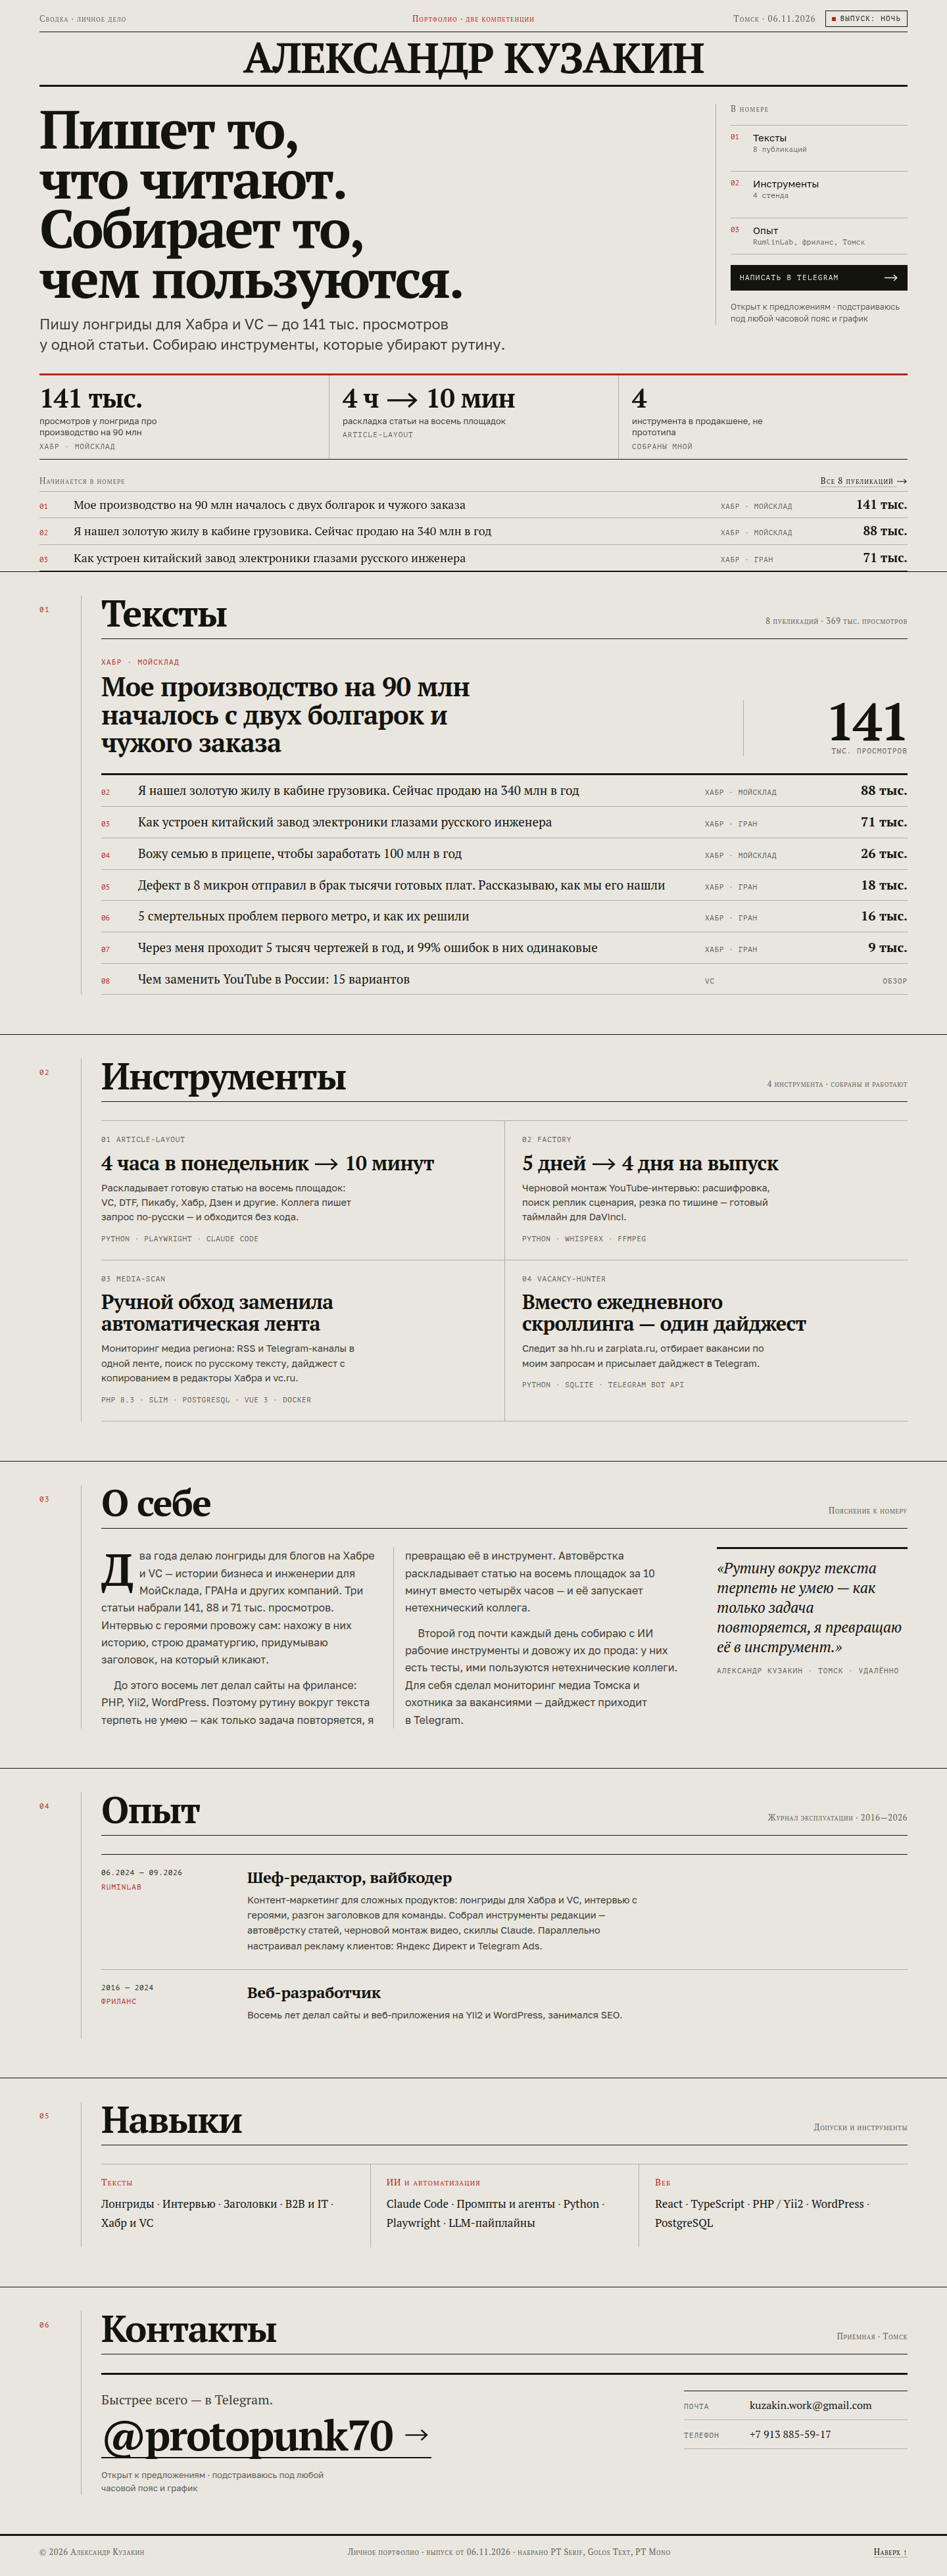 Сводка · личное дело
Портфолио · две компетенции
Томск · 06.11.2026
ВЫПУСК: НОЧЬ
АЛЕКСАНДР КУЗАКИН
Пишет то,
что читают.
Собирает то,
чем пользуются.
Пишу лонгриды для Хабра и VC — до 141 тыс. просмотров
у одной статьи. Собираю инструменты, которые убирают рутину.
В номере
01 Тексты
8 публикаций
02 Инструменты
4 стенда
03 Опыт
RumlinLab, фриланс, Томск
НАПИСАТЬ В TELEGRAM →
Открыт к предложениям · подстраиваюсь
под любой часовой пояс и график
141 тыс.
просмотров у лонгрида про
производство на 90 млн
ХАБР · МОЙСКЛАД
4 ч → 10 мин
раскладка статьи на восемь площадок
ARTICLE-LAYOUT
4
инструмента в продакшене, не
прототипа
СОБРАНЫ МНОЙ
Начинается в номере
Все 8 публикаций →
01 Мое производство на 90 млн началось с двух болгарок и чужого заказа ХАБР · МОЙСКЛАД 141 тыс.
02 Я нашел золотую жилу в кабине грузовика. Сейчас продаю на 340 млн в год ХАБР · МОЙСКЛАД 88 тыс.
03 Как устроен китайский завод электроники глазами русского инженера ХАБР · ГРАН 71 тыс.
01
Тексты
8 публикаций · 369 тыс. просмотров
ХАБР · МОЙСКЛАД
Мое производство на 90 млн
началось с двух болгарок и
чужого заказа
141
ТЫС. ПРОСМОТРОВ
02 Я нашел золотую жилу в кабине грузовика. Сейчас продаю на 340 млн в год ХАБР · МОЙСКЛАД 88 тыс.
03 Как устроен китайский завод электроники глазами русского инженера ХАБР · ГРАН 71 тыс.
04 Вожу семью в прицепе, чтобы заработать 100 млн в год ХАБР · МОЙСКЛАД 26 тыс.
05 Дефект в 8 микрон отправил в брак тысячи готовых плат. Рассказываю, как мы его нашли ХАБР · ГРАН 18 тыс.
06 5 смертельных проблем первого метро, и как их решили ХАБР · ГРАН 16 тыс.
07 Через меня проходит 5 тысяч чертежей в год, и 99% ошибок в них одинаковые ХАБР · ГРАН 9 тыс.
08 Чем заменить YouTube в России: 15 вариантов VC ОБЗОР
02
Инструменты
4 инструмента · собраны и работают
01 ARTICLE-LAYOUT
4 часа в понедельник → 10 минут
Раскладывает готовую статью на восемь площадок:
VC, DTF, Пикабу, Хабр, Дзен и другие. Коллега пишет
запрос по-русски — и обходится без кода.
PYTHON · PLAYWRIGHT · CLAUDE CODE
02 FACTORY
5 дней → 4 дня на выпуск
Черновой монтаж YouTube-интервью: расшифровка,
поиск реплик сценария, резка по тишине — готовый
таймлайн для DaVinci.
PYTHON · WHISPERX · FFMPEG
03 MEDIA-SCAN
Ручной обход заменила
автоматическая лента
Мониторинг медиа региона: RSS и Telegram-каналы в
одной ленте, поиск по русскому тексту, дайджест с
копированием в редакторы Хабра и vc.ru.
PHP 8.3 · SLIM · POSTGRESQL · VUE 3 · DOCKER
04 VACANCY-HUNTER
Вместо ежедневного
скроллинга — один дайджест
Следит за hh.ru и zarplata.ru, отбирает вакансии по
моим запросам и присылает дайджест в Telegram.
PYTHON · SQLITE · TELEGRAM BOT API
03
О себе
Пояснение к номеру
Два года делаю лонгриды для блогов на Хабре
и VC — истории бизнеса и инженерии для
МойСклада, ГРАНа и других компаний. Три
статьи набрали 141, 88 и 71 тыс. просмотров.
Интервью с героями провожу сам: нахожу в них
историю, строю драматургию, придумываю
заголовок, на который кликают.
До этого восемь лет делал сайты на фрилансе:
PHP, Yii2, WordPress. Поэтому рутину вокруг текста
терпеть не умею — как только задача повторяется, я
превращаю её в инструмент. Автовёрстка
раскладывает статью на восемь площадок за 10
минут вместо четырёх часов — и её запускает
нетехнический коллега.
Второй год почти каждый день собираю с ИИ
рабочие инструменты и довожу их до прода: у них
есть тесты, ими пользуются нетехнические коллеги.
Для себя сделал мониторинг медиа Томска и
охотника за вакансиями — дайджест приходит
в Telegram.
«Рутину вокруг текста
терпеть не умею — как
только задача
повторяется, я превращаю
её в инструмент.»
АЛЕКСАНДР КУЗАКИН · ТОМСК · УДАЛЁННО
04
Опыт
Журнал эксплуатации · 2016—2026
06.2024 — 09.2026
RUMINLAB
Шеф-редактор, вайбкодер
Контент-маркетинг для сложных продуктов: лонгриды для Хабра и VC, интервью с
героями, разгон заголовков для команды. Собрал инструменты редакции —
автовёрстку статей, черновой монтаж видео, скиллы Claude. Параллельно
настраивал рекламу клиентов: Яндекс Директ и Telegram Ads.
2016 — 2024
ФРИЛАНС
Веб-разработчик
Восемь лет делал сайты и веб-приложения на Yii2 и WordPress, занимался SEO.
05
Навыки
Допуски и инструменты
Тексты
Лонгриды · Интервью · Заголовки · B2B и IT ·
Хабр и VC
ИИ и автоматизация
Claude Code · Промпты и агенты · Python ·
Playwright · LLM-пайплайны
Веб
React · TypeScript · PHP / Yii2 · WordPress ·
PostgreSQL
06
Контакты
Приёмная · Томск
Быстрее всего — в Telegram.
@protopunk70 →
Открыт к предложениям · подстраиваюсь под любой
часовой пояс и график
ПОЧТА kuzakin.work@gmail.com
ТЕЛЕФОН +7 913 885-59-17
© 2026 Александр Кузакин
Личное портфолио · выпуск от 06.11.2026 · набрано PT Serif, Golos Text, PT Mono
Наверх ↑